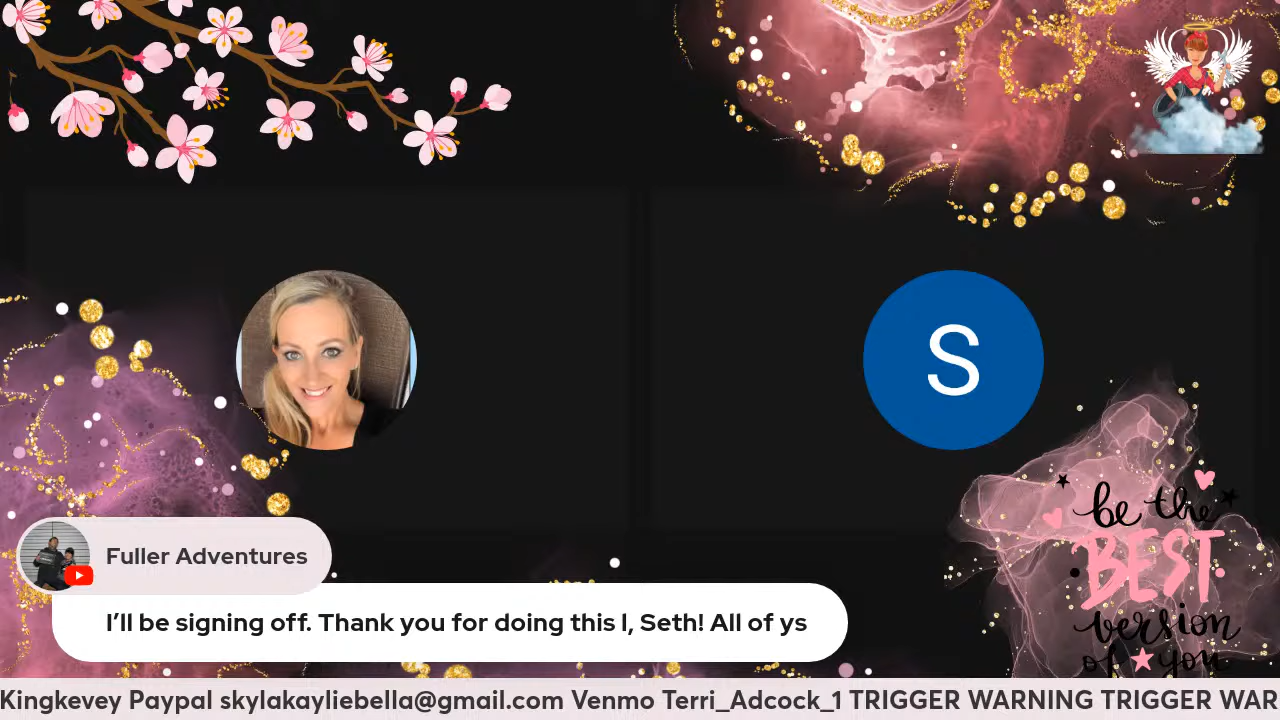 S
be the
BEST
version
of you
Fuller Adventures
I’ll be signing off. Thank you for doing this I, Seth! All of ys
Kingkevey Paypal skylakayliebella@gmail.com Venmo Terri_Adcock_1 TRIGGER WARNING TRIGGER WAR